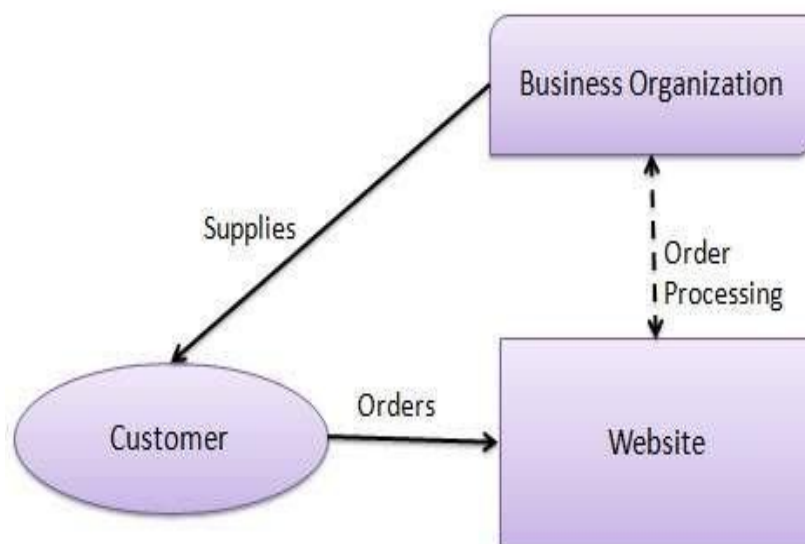 Business Organization
Supplies
Order
Processing
Orders
Customer
Website